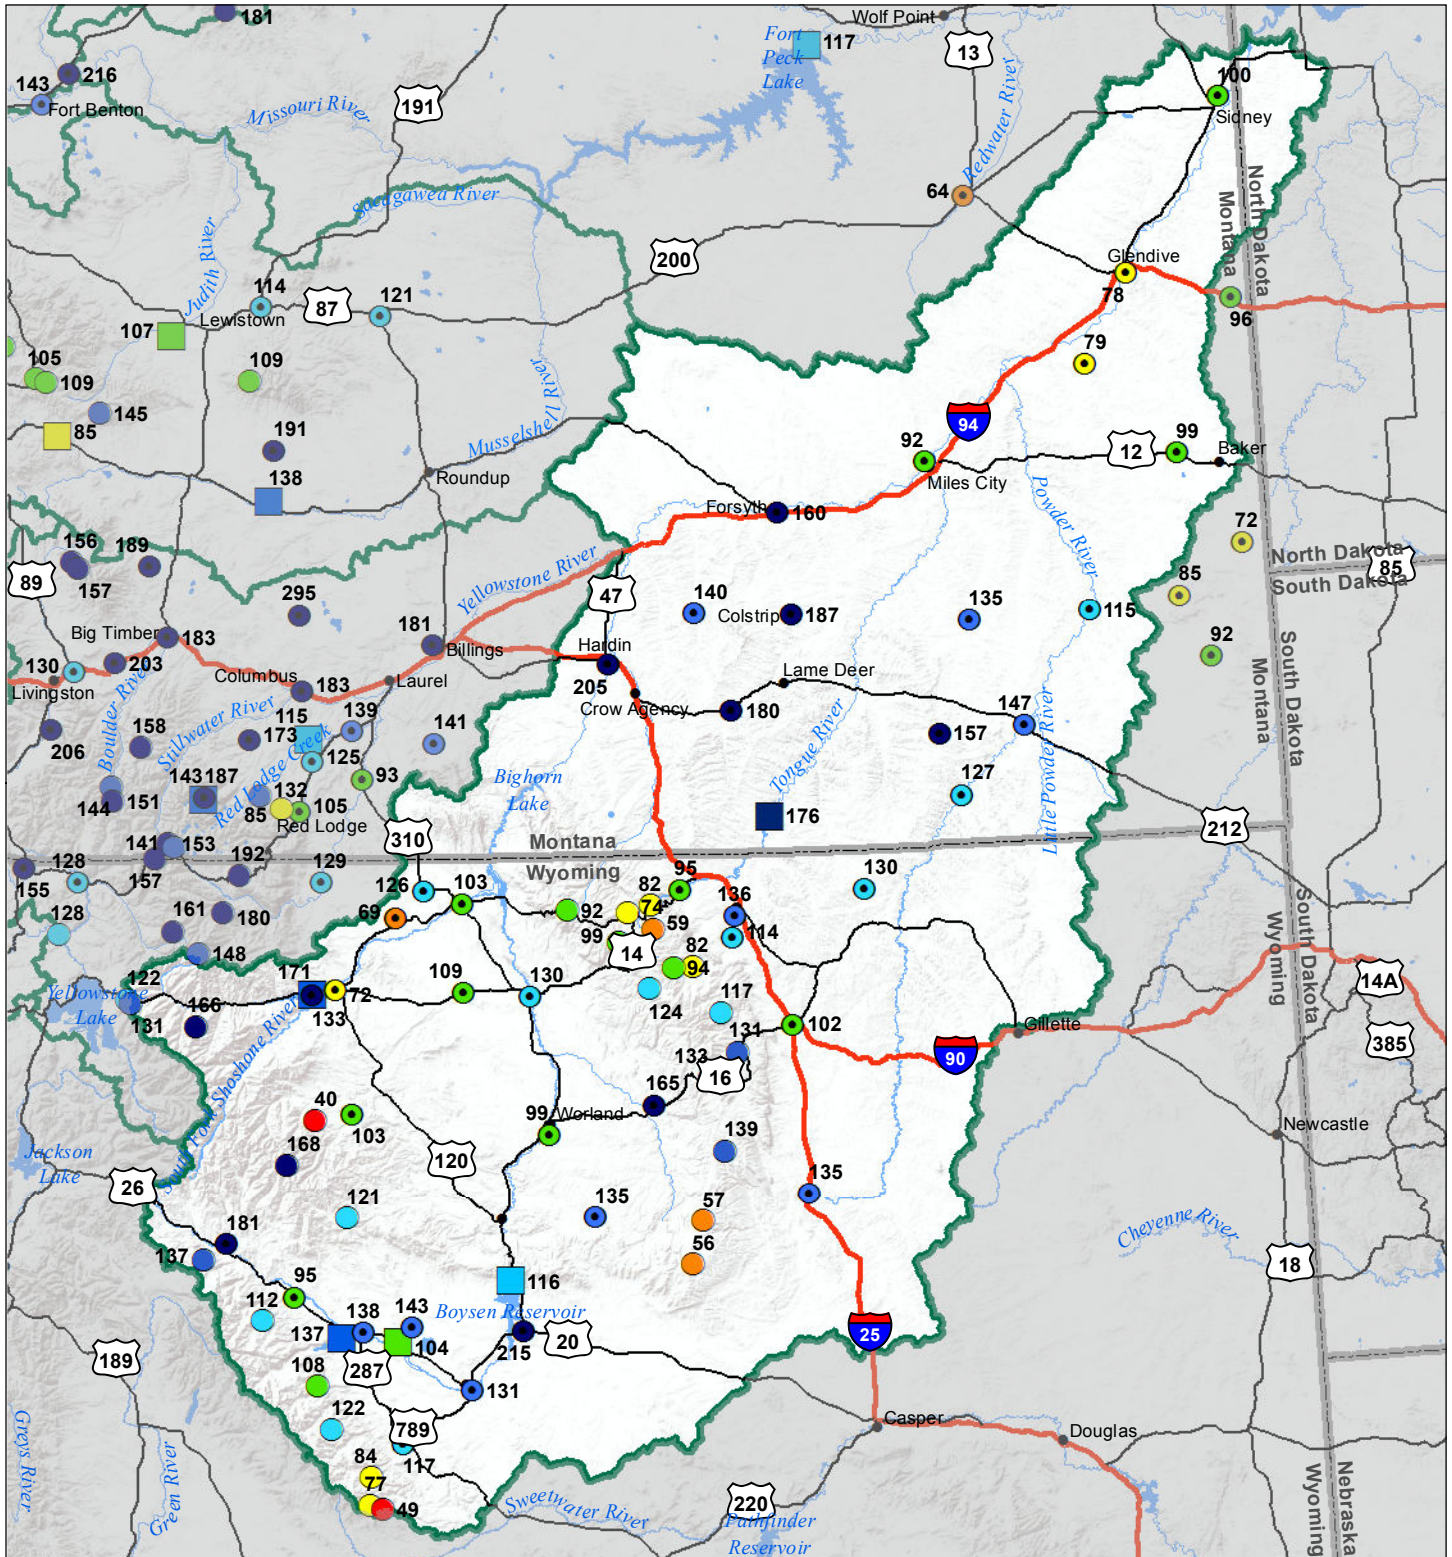 181
Wolf Point
Fort
Peck
Lake
117
13
216
143
Fort Benton
191
Missouri River
Redwater River
100
Sidney
64
Sacagawea River
North Dakota
Montana
Judith River
200
Glendive
78
96
114
87
121
Lewistown
107
79
105
109
109
145
85
191
Musselshell River
94
92
12
99
Baker
Miles City
138
Roundup
Powder River
Forsyth
160
72
156
189
157
89
North Dakota
South Dakota
85
85
Yellowstone River
47
295
140
Colstrip
187
135
115
92
Big Timber
183
181
Billings
Hardin
205
South Dakota
Montana
203
130
Livingston
Columbus
183
Laurel
Lame Deer
Crow Agency
180
147
157
206
Boulder River
158
Stillwater River
173
115
139
141
125
Red Lodge Creek
Bighorn
Lake
Tongue River
127
Little Powder River
143
187
93
144
151
132
85
105
Red Lodge
176
212
310
Montana
Wyoming
141
153
157
192
128
155
129
126
103
95
82
74
136
130
161
180
69
92
59
114
99
14
128
148
82
94
South Dakota
Wyoming
122
171
109
130
124
117
14A
Yellowstone
Lake
131
166
133
72
131
102
Gillette
385
133
16
90
South Fork Shoshone River
40
103
165
99
Worland
Newcastle
168
139
Jackson
Lake
26
120
121
135
135
57
181
137
56
Cheyenne River
18
95
116
112
Boysen Reservoir
138
143
137
104
215
20
25
189
287
108
131
122
789
Casper
Douglas
117
84
77
49
Greys River
Green River
Sweetwater River
220
Pathfinder
Reservoir
Nebraska
Wyoming